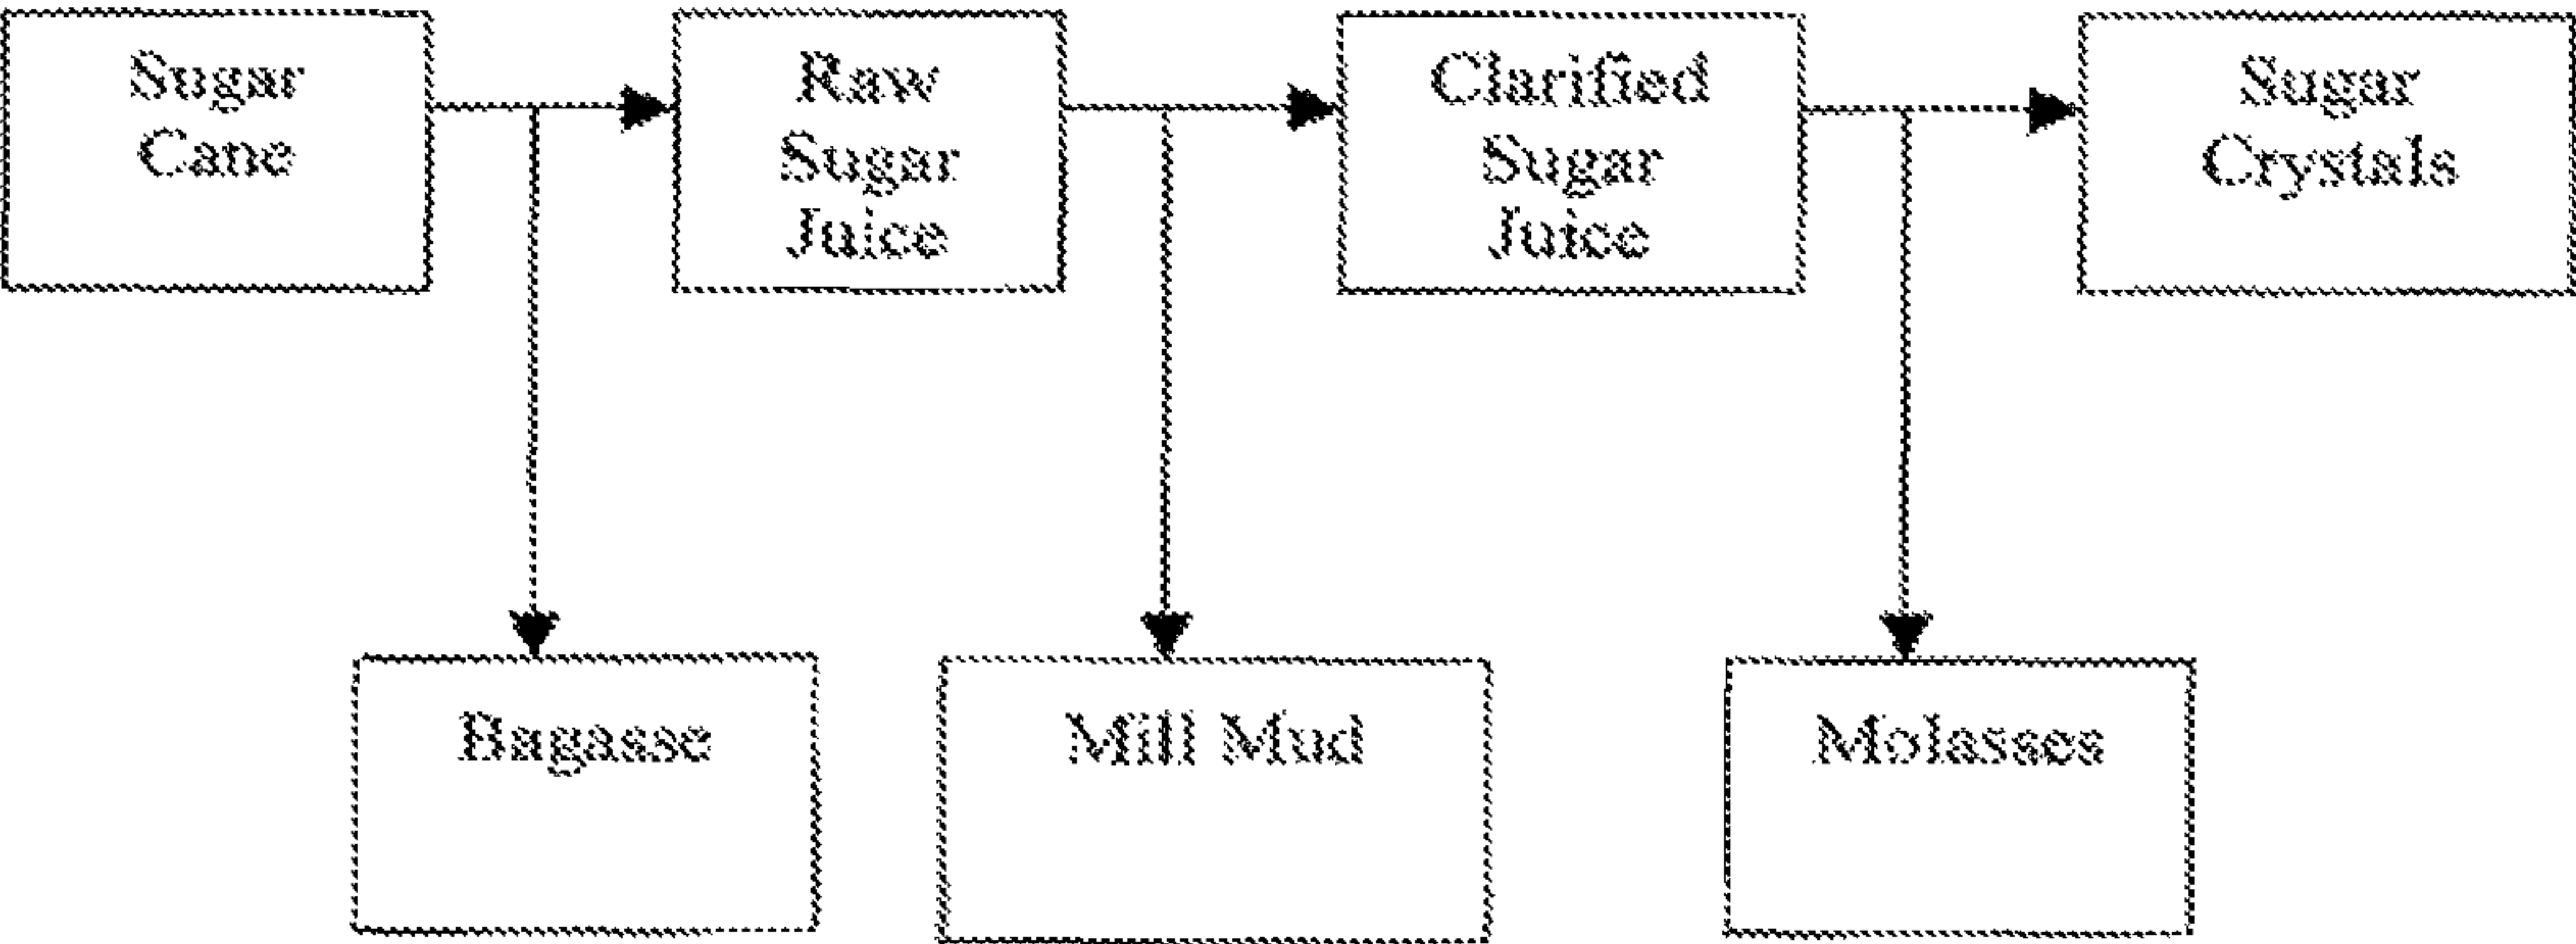 Sugar
Cane
Raw
Sugar
Juice
Clarified
Sugar
Juice
Sugar
Crystals
Bagasse
Mill Mud
Molasses